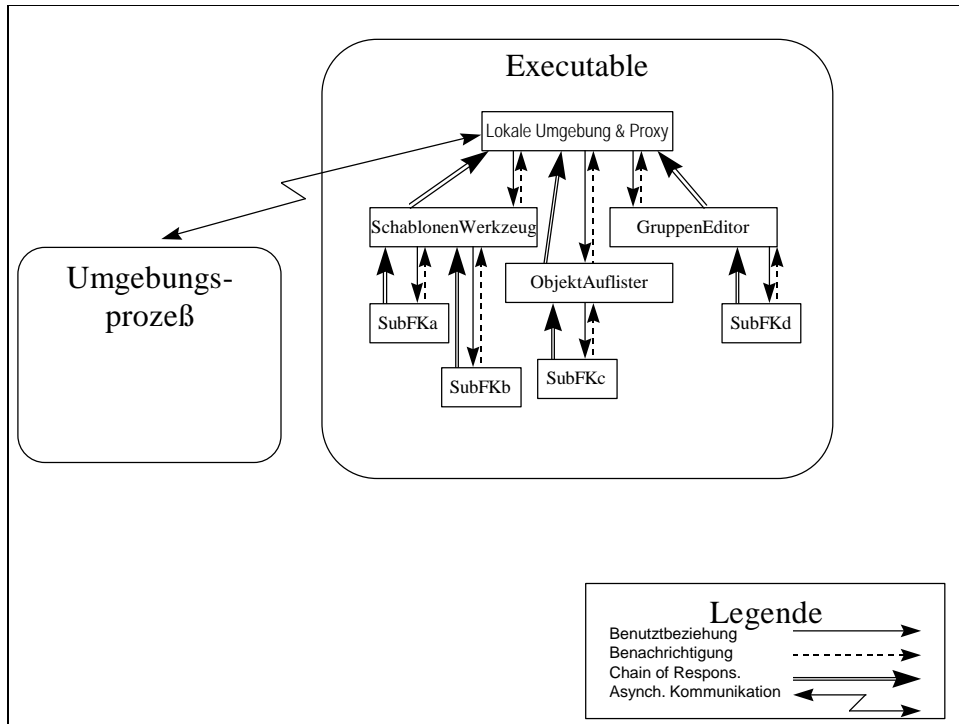 Executable
Lokale Umgebung & Proxy
SchablonenWerkzeug
GruppenEditor
ObjektAuflister
Umgebungs-
prozeß
SubFKa
SubFKd
SubFKb
SubFKc
Legende
Benutztbeziehung
Benachrichtigung
Chain of Respons.
Asynch. Kommunikation